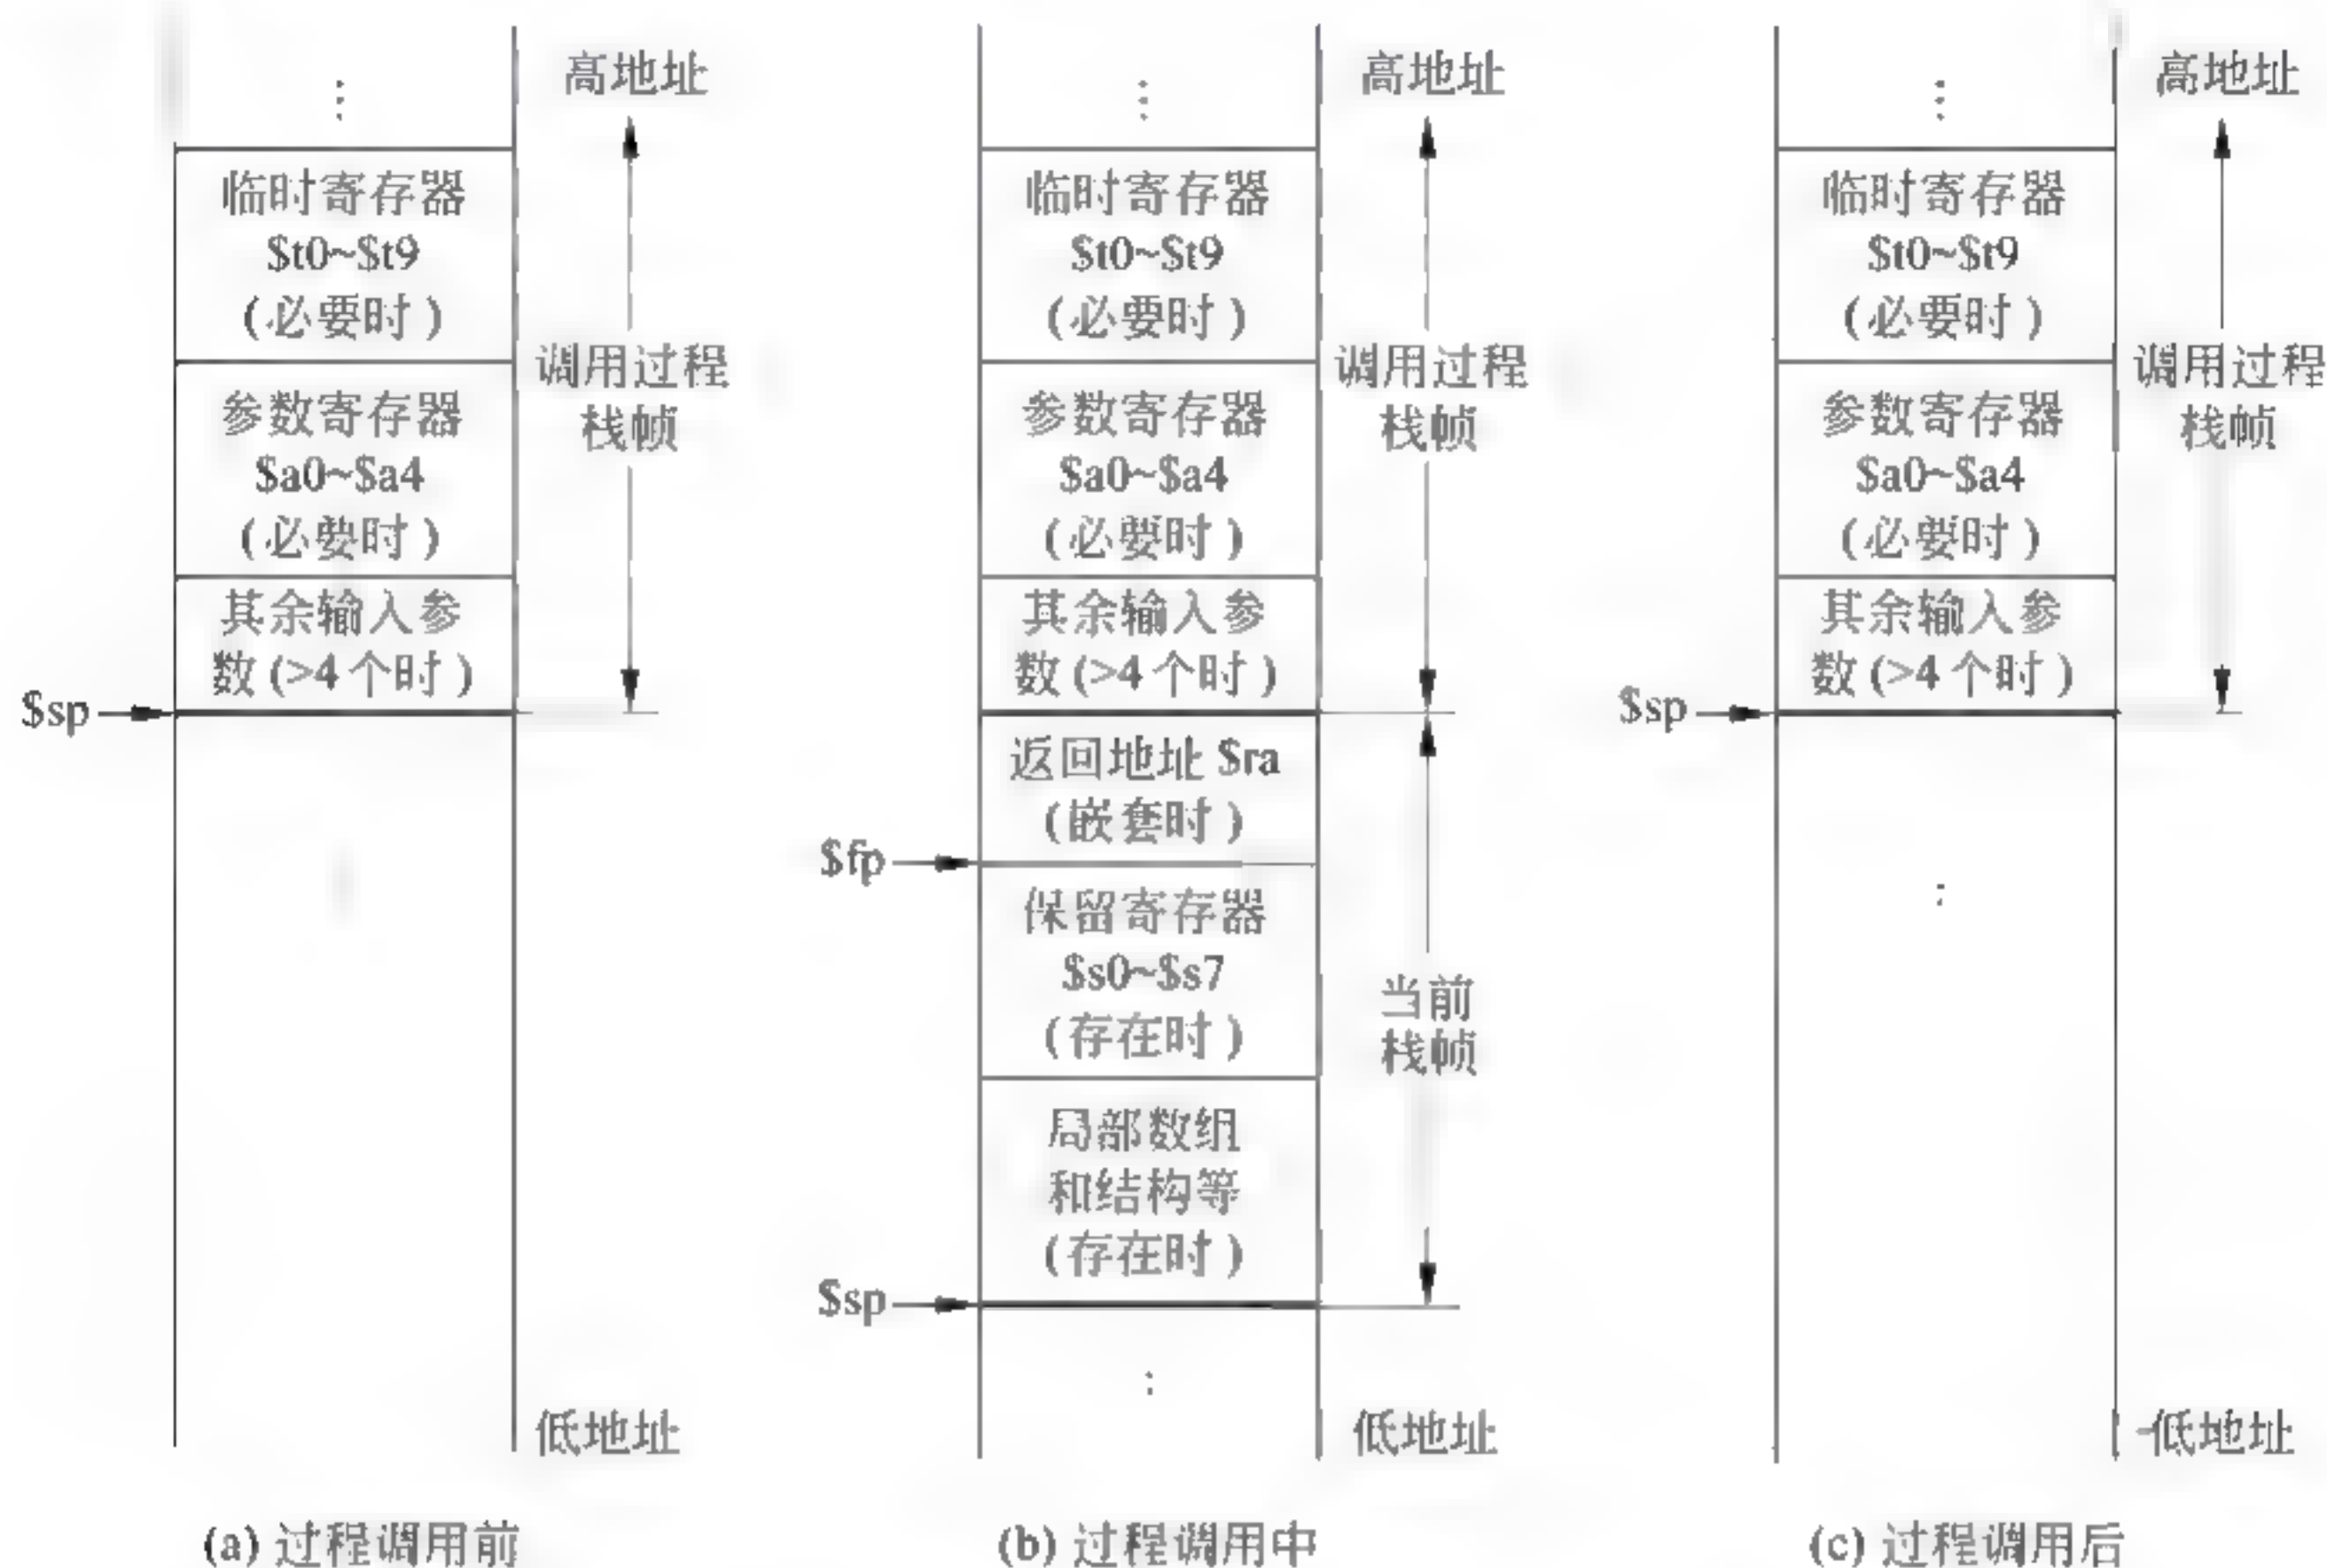 高地址
临时寄存器
$t0~$t9
(必要时)
参数寄存器
$a0~$a4
(必要时)
其余输入参
数(>4个时)
调用过程
栈帧
$sp
低地址
(a) 过程调用前
高地址
临时寄存器
$t0~$t9
(必要时)
参数寄存器
$a0~$a4
(必要时)
其余输入参
数(>4个时)
调用过程
栈帧
返回地址 $ra
(嵌套时)
$fp
保留寄存器
$s0~$s7
(存在时)
当前
栈帧
局部数组
和结构等
(存在时)
$sp
低地址
(b) 过程调用中
高地址
临时寄存器
$t0~$t9
(必要时)
参数寄存器
$a0~$a4
(必要时)
其余输入参
数(>4个时)
调用过程
栈帧
$sp
低地址
(c) 过程调用后